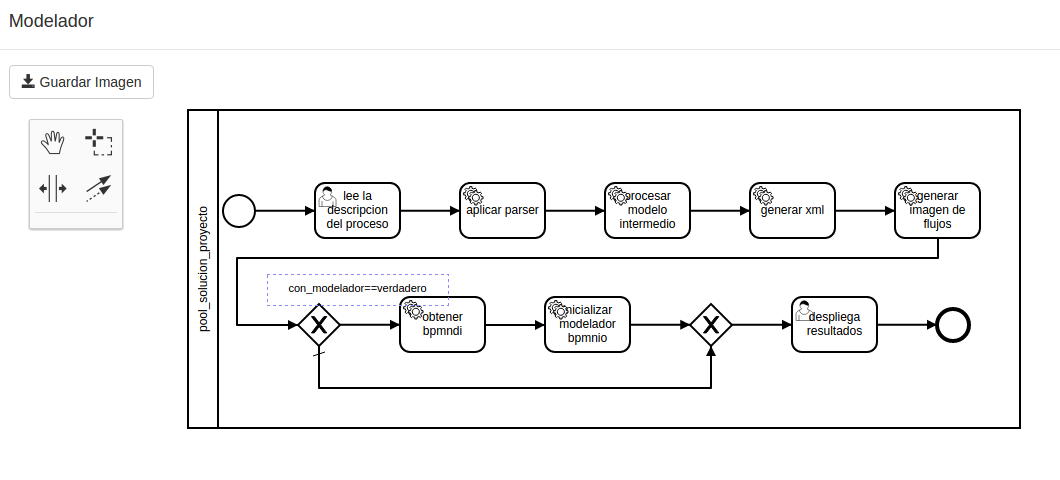 Modelador
Guardar Imagen
pool_solucion_proyecto
lee la
descripcion
del proceso
aplicar parser
procesar
modelo
intermedio
generar xml
generar
imagen de
flujos
con_modelador==verdadero
obtener
bpmndi
inicializar
modelador
bpmnio
despliega
resultados